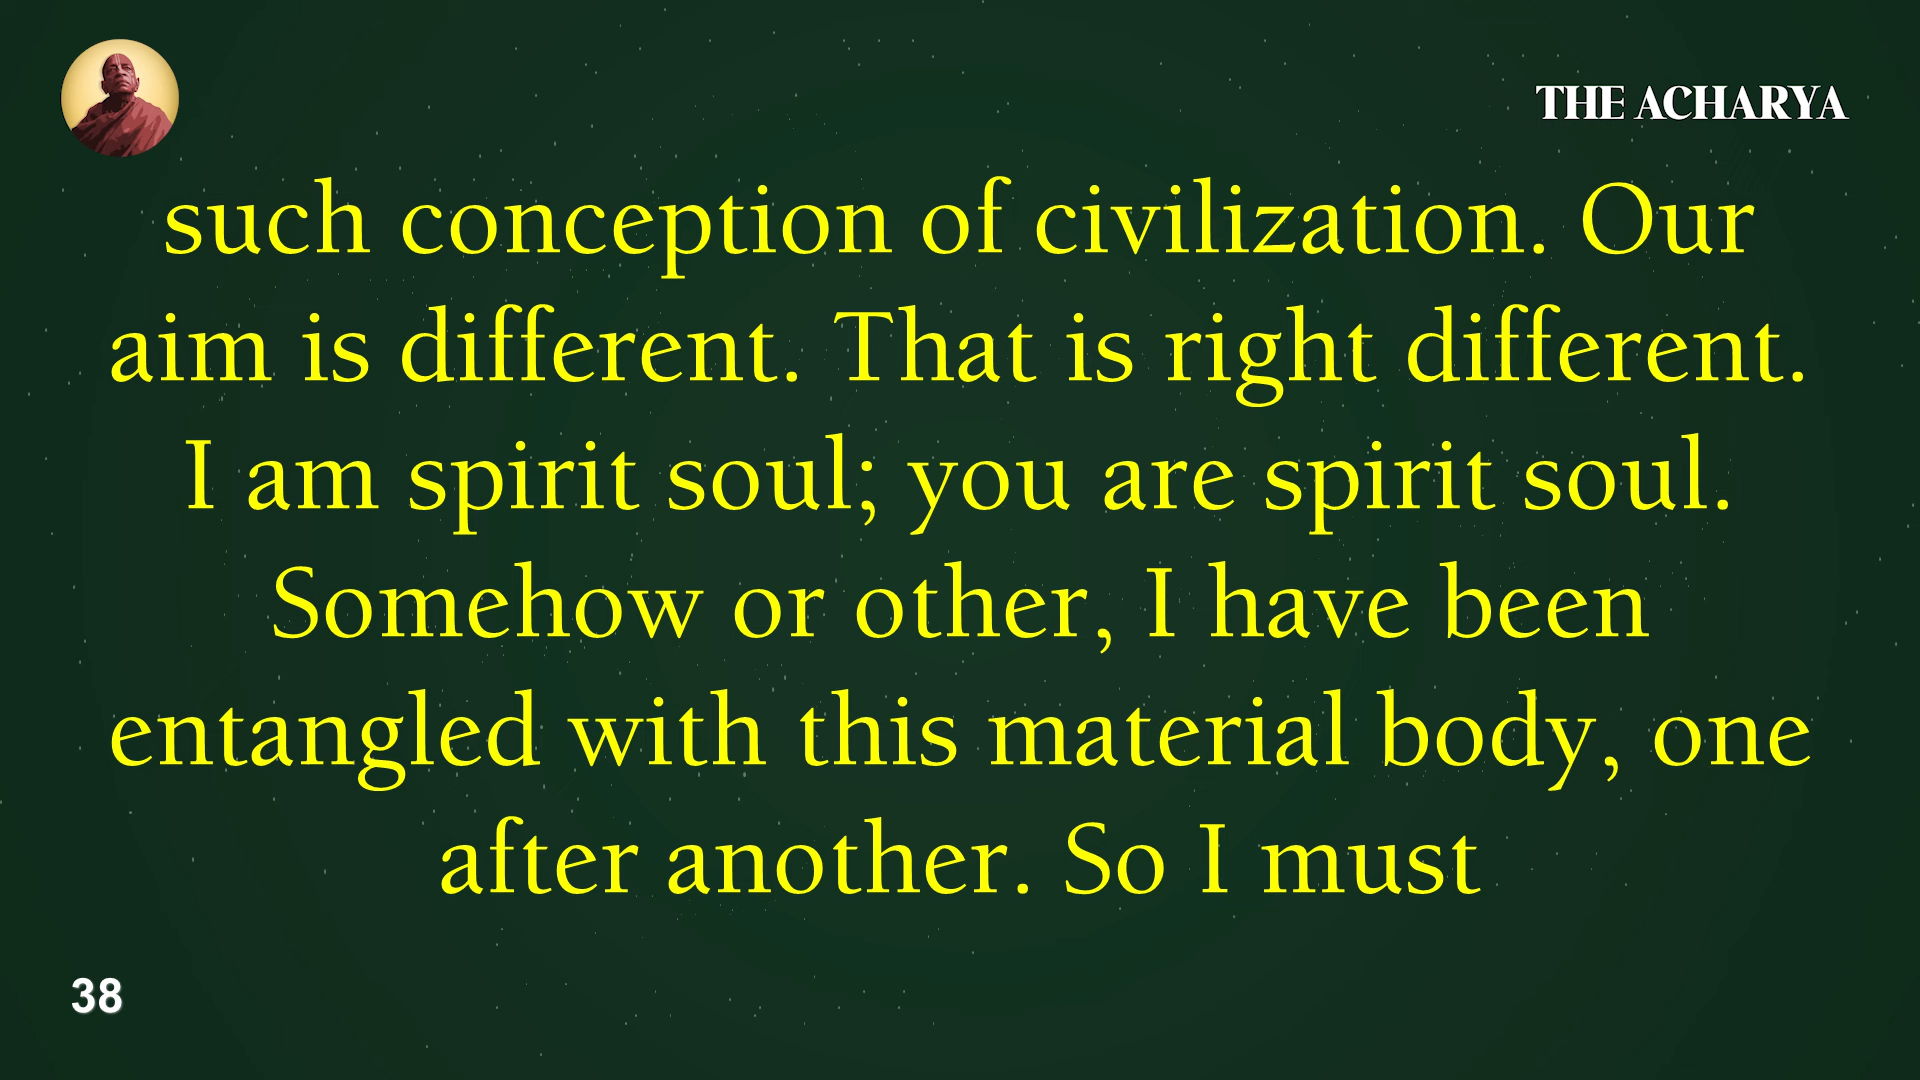 THE ACHARYA
such conception of civilization. Our
aim is different. That is right different.
I am spirit soul; you are spirit soul.
Somehow or other, I have been
entangled with this material body, one
after another. So I must
38